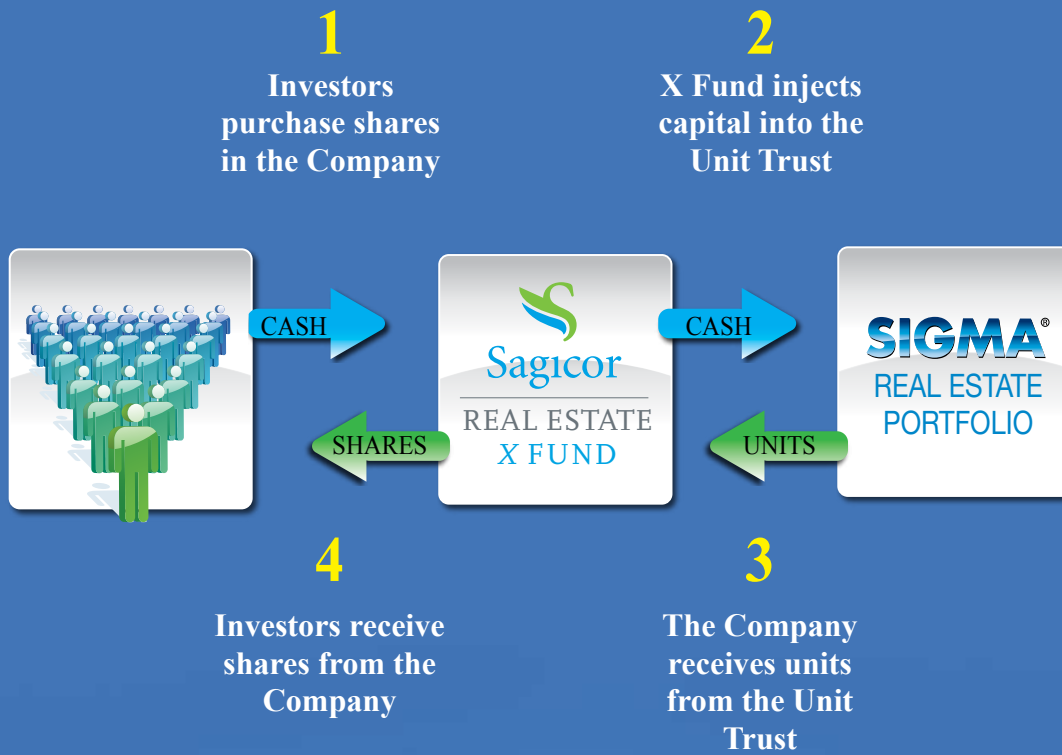 1
Investors
purchase shares
in the Company
2
X Fund injects
capital into the
Unit Trust
CASH
Sagicor
REAL ESTATE
X FUND
CASH
SIGMA®
REAL ESTATE
PORTFOLIO
SHARES
UNITS
4
Investors receive
shares from the
Company
3
The Company
receives units
from the Unit
Trust